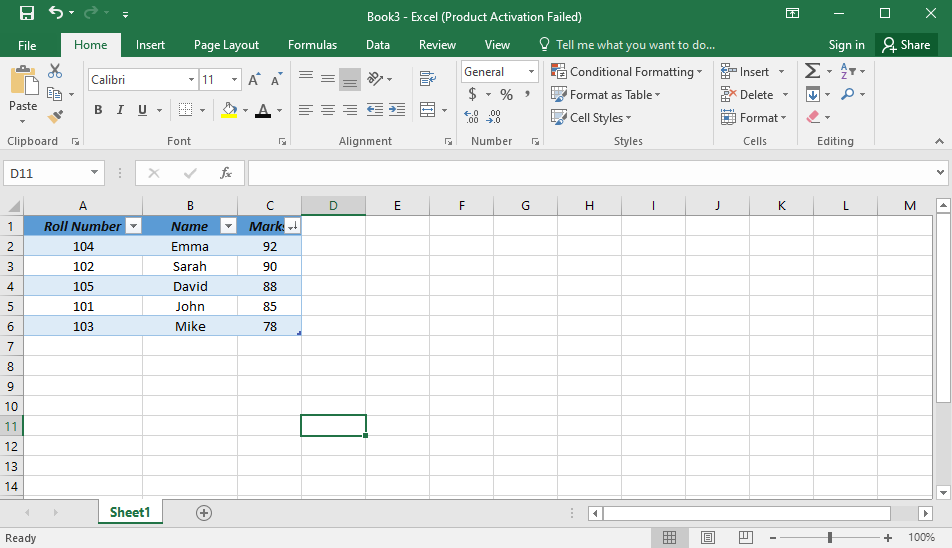 Book3 - Excel (Product Activation Failed)
File Home Insert Page Layout Formulas Data Review View Tell me what you want to do... Sign in Share
Paste
Calibri 11
B I U A
General
$ % ,
Conditional Formatting
Format as Table
Cell Styles
Insert
Delete
Format
Clipboard Font Alignment Number Styles Cells Editing
D11 fx
A B C D E F G H I J K L M
1 Roll Number Name Marks
2 104 Emma 92
3 102 Sarah 90
4 105 David 88
5 101 John 85
6 103 Mike 78
7
8
9
10
11
12
13
14
Sheet1
Ready 100%